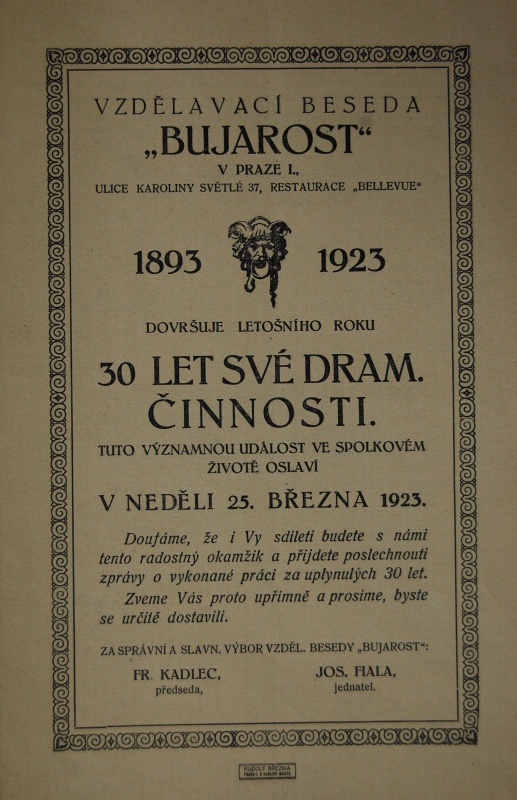 VZDĚLAVACÍ BESEDA
„BUJAROST“
V PRAZE I.,
ULICE KAROLINY SVĚTLÉ 37, RESTAURACE „BELLEVUE“
1893 1923
DOVRŠUJE LETOŠNÍHO ROKU
30 LET SVÉ DRAM.
ČINNOSTI.
TUTO VÝZNAMNOU UDÁLOST VE SPOLKOVÉM
ŽIVOTĚ OSLAVÍ
V NEDĚLI 25. BŘEZNA 1923.
Doufáme, že i Vy sdíleti budete s námi
tento radostný okamžik a přijdete poslechnouti
zprávy o vykonané práci za uplynulých 30 let.
Zveme Vás proto upřímně a prosíme, byste
se určitě dostavili.
ZA SPRÁVNÍ A SLAVN. VÝBOR VZDĚL. BESEDY „BUJAROST“:
FR. KADLEC,
předseda,
JOS. FIALA,
jednatel.
RUDOLF BŘEZINA